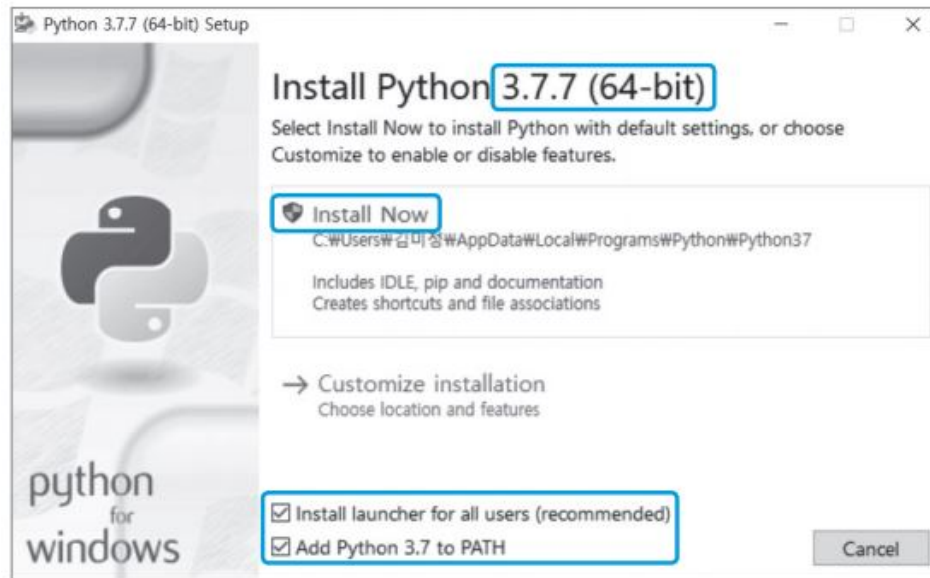 Python 3.7.7 (64-bit) Setup
Install Python 3.7.7 (64-bit)
Select Install Now to install Python with default settings, or choose
Customize to enable or disable features.
Install Now
C:₩Users₩김미정₩AppData₩Local₩Programs₩Python₩Python37
Includes IDLE, pip and documentation
Creates shortcuts and file associations
→ Customize installation
Choose location and features
python
for
windows
Install launcher for all users (recommended)
Add Python 3.7 to PATH
Cancel